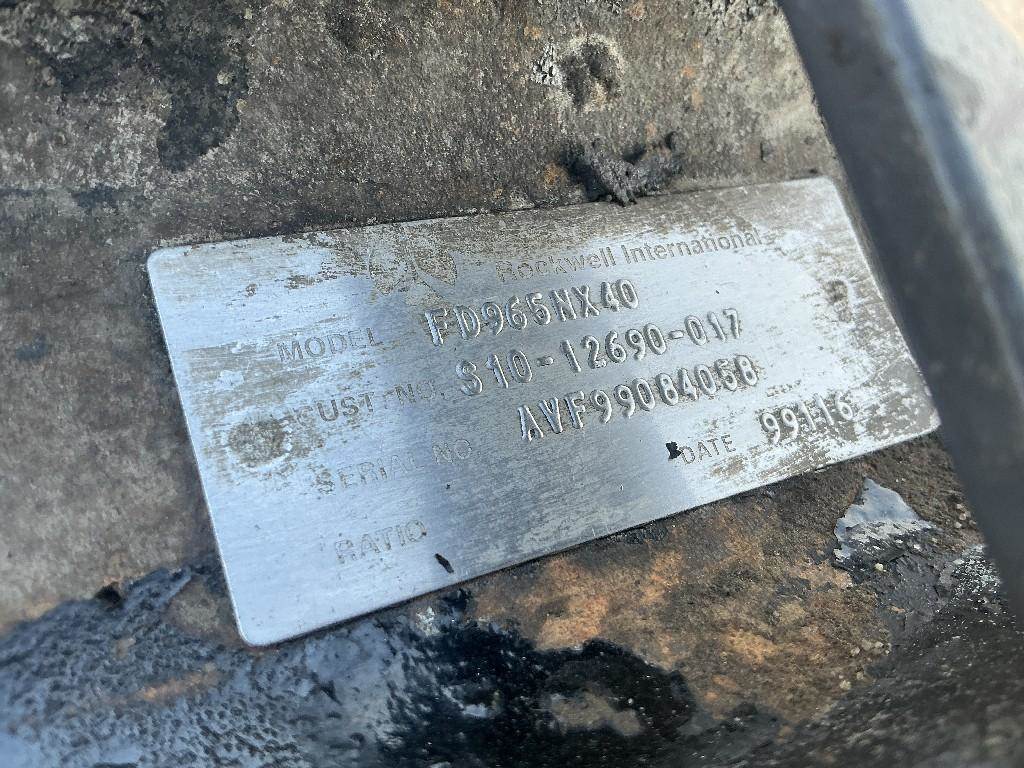 Rockwell International
MODEL FD965NX40
CUST. NO. S10-12690-017
SERIAL NO. AVF99084058
DATE 99116
RATIO